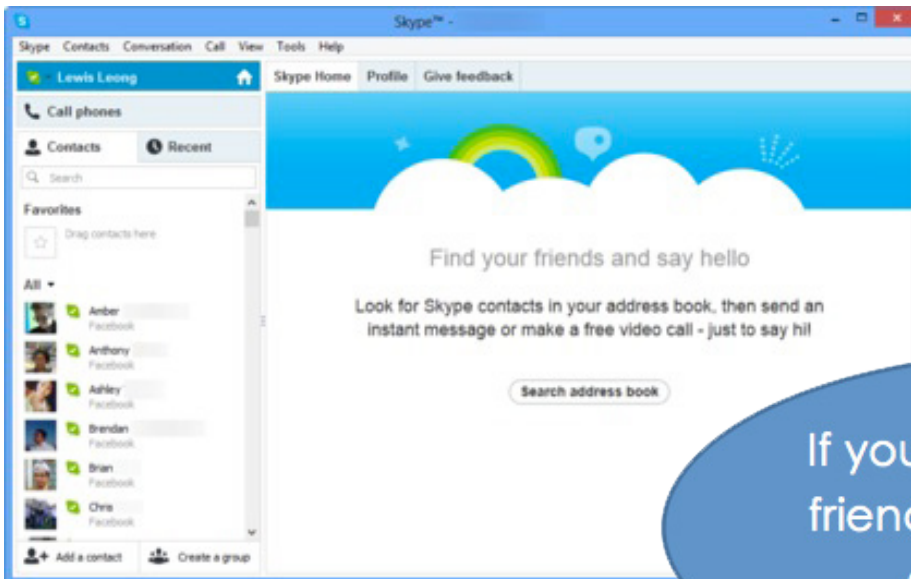 Skype™ -
Skype Contacts Conversation Call View Tools Help
Lewis Leong
Call phones
Contacts Recent
Search
Favorites
Drag contacts here
All
Amber
Facebook
Anthony
Facebook
Ashley
Facebook
Brendan
Facebook
Brian
Facebook
Chris
Facebook
Add a contact Create a group
Skype Home Profile Give feedback
Find your friends and say hello
Look for Skype contacts in your address book, then send an
instant message or make a free video call - just to say hi!
Search address book
If you
frien